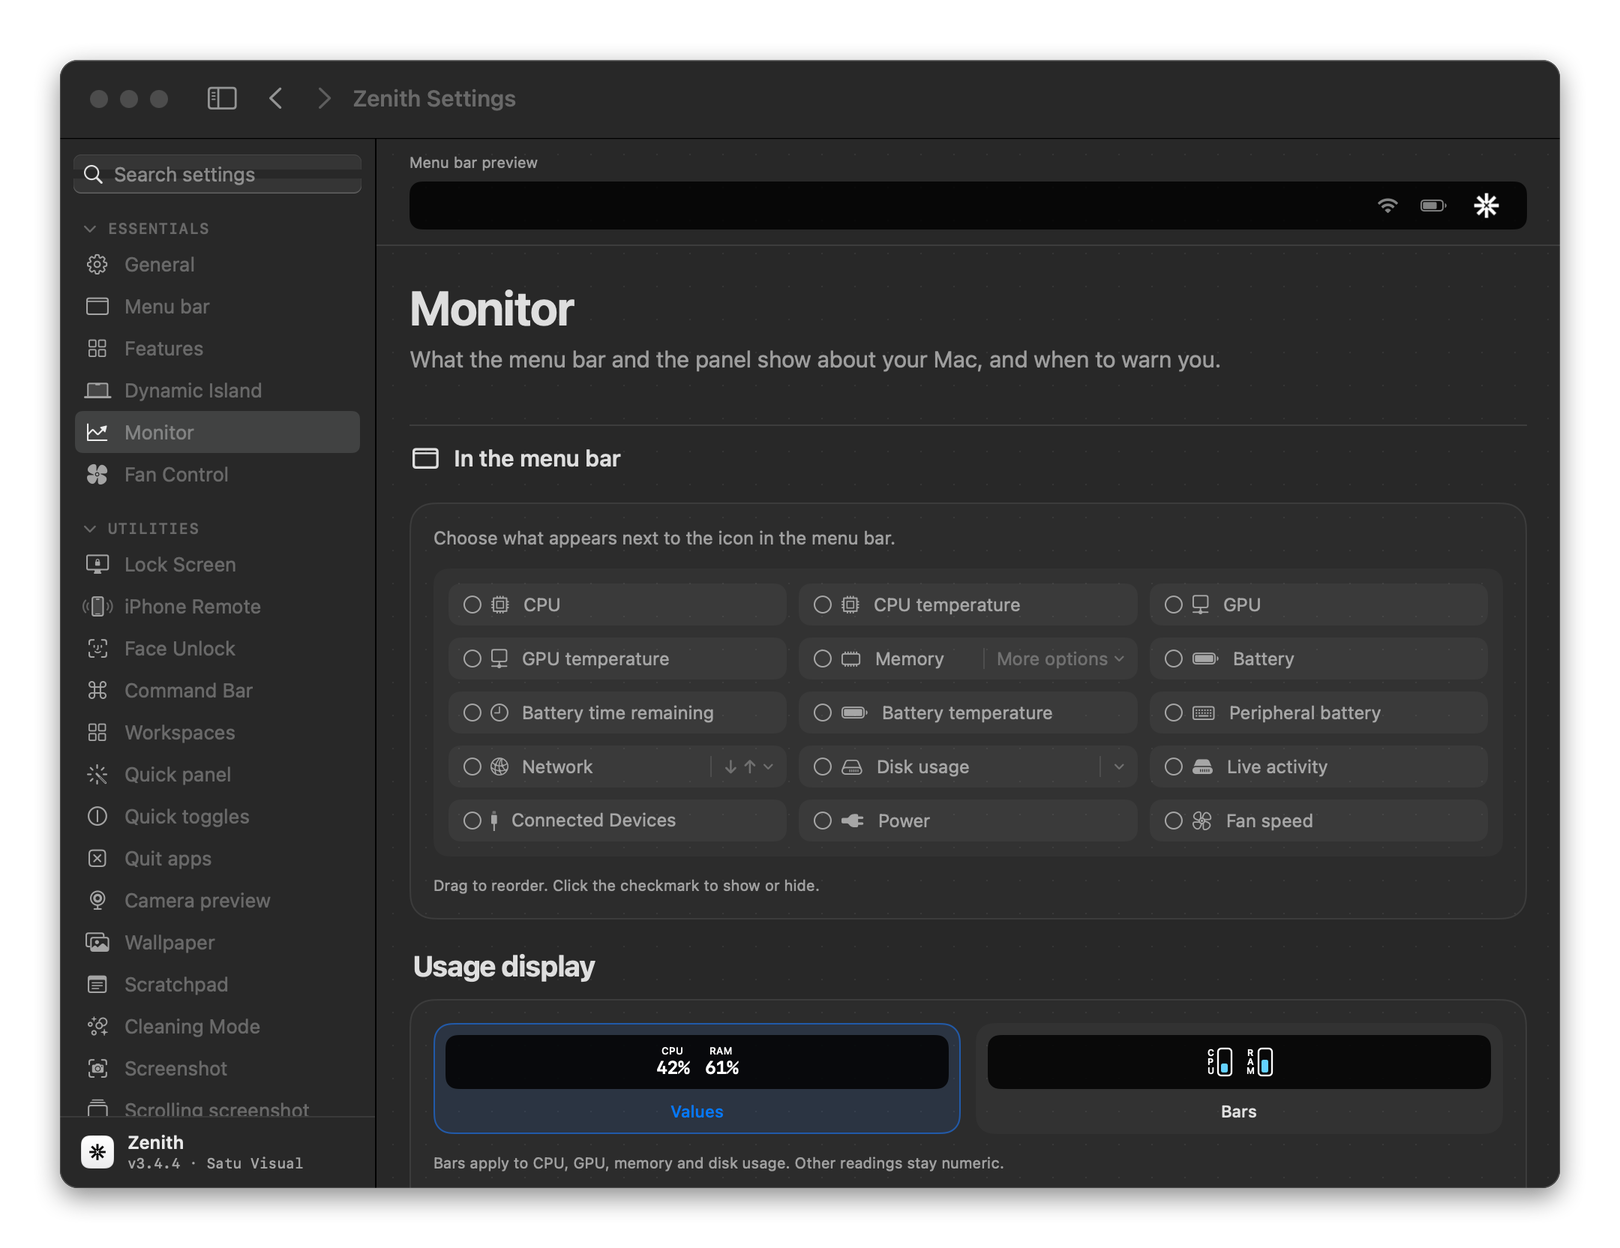 Zenith Settings
Search settings
ESSENTIALS
General
Menu bar
Features
Dynamic Island
Monitor
Fan Control
UTILITIES
Lock Screen
iPhone Remote
Face Unlock
Command Bar
Workspaces
Quick panel
Quick toggles
Quit apps
Camera preview
Wallpaper
Scratchpad
Cleaning Mode
Screenshot
Scrolling screenshot
Zenith
v3.4.4 · Satu Visual
Menu bar preview
Monitor
What the menu bar and the panel show about your Mac, and when to warn you.
In the menu bar
Choose what appears next to the icon in the menu bar.
CPU
CPU temperature
GPU
GPU temperature
Memory More options
Battery
Battery time remaining
Battery temperature
Peripheral battery
Network ↓ ↑
Disk usage
Live activity
Connected Devices
Power
Fan speed
Drag to reorder. Click the checkmark to show or hide.
Usage display
CPU RAM
42% 61%
Values
CPU RAM
Bars
Bars apply to CPU, GPU, memory and disk usage. Other readings stay numeric.